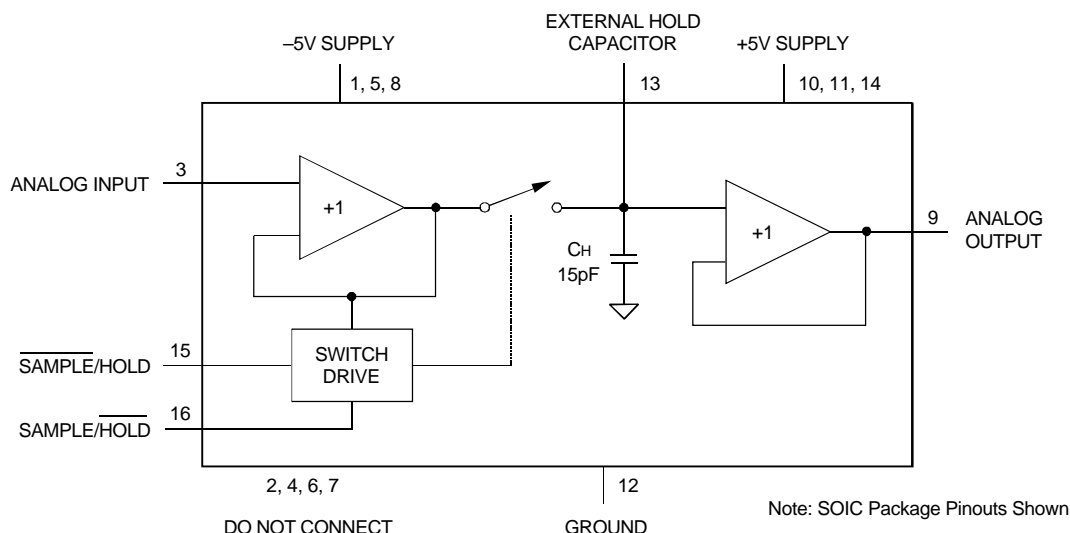 EXTERNAL HOLD
CAPACITOR
–5V SUPPLY
+5V SUPPLY
1, 5, 8
13
10, 11, 14
3
ANALOG INPUT
+1
+1
9
ANALOG
OUTPUT
CH
15pF
15
SAMPLE/HOLD
SWITCH
DRIVE
16
SAMPLE/HOLD
2, 4, 6, 7
12
Note: SOIC Package Pinouts Shown
DO NOT CONNECT
GROUND